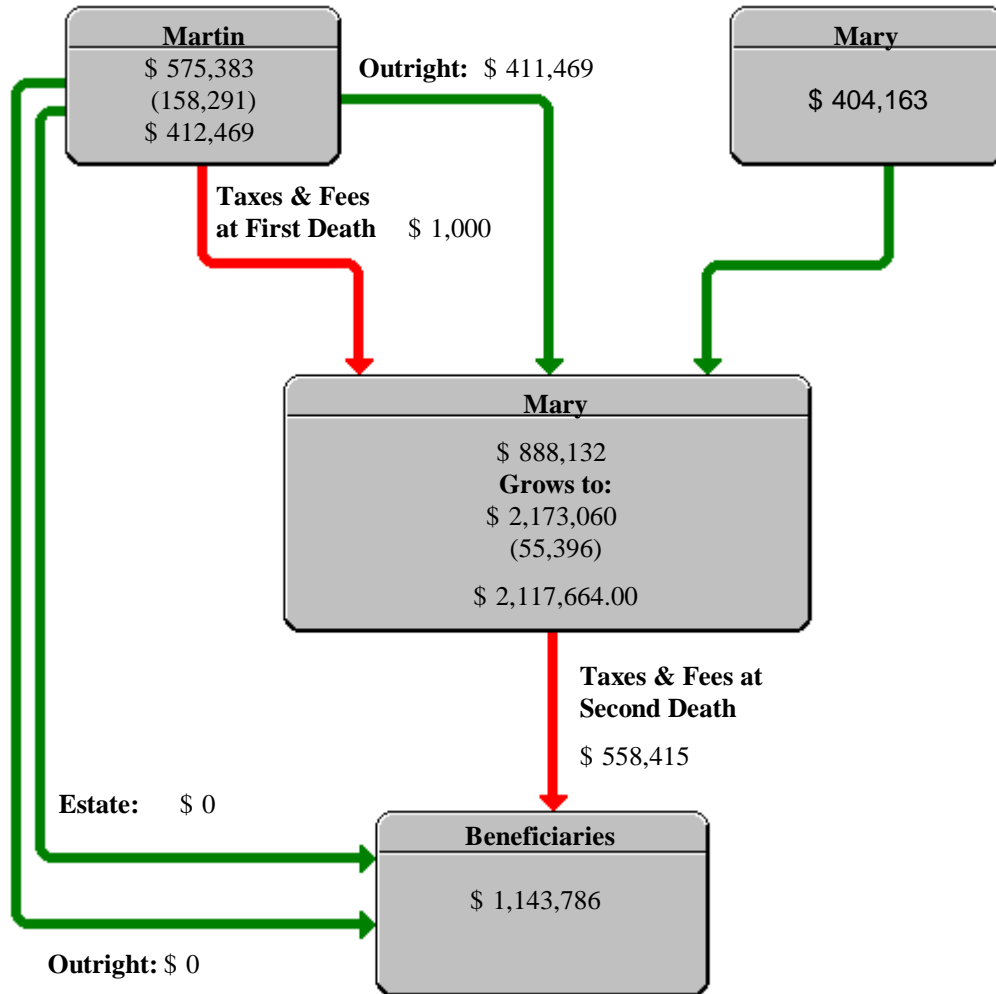 Martin
$ 575,383
(158,291)
$ 412,469
Outright: $ 411,469
Mary
$ 404,163
Taxes & Fees
at First Death $ 1,000
Mary
$ 888,132
Grows to:
$ 2,173,060
(55,396)
$ 2,117,664.00
Taxes & Fees at
Second Death
$ 558,415
Estate: $ 0
Beneficiaries
$ 1,143,786
Outright: $ 0